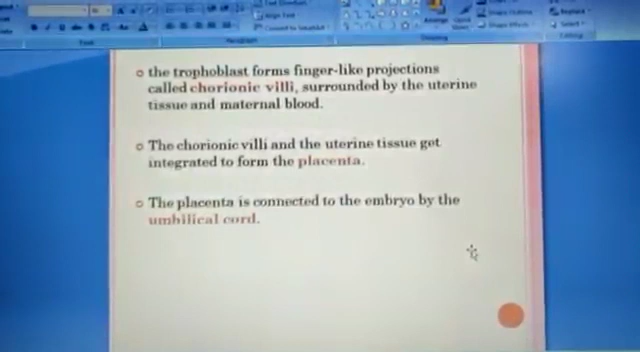 the trophoblast forms finger-like projections
called chorionic villi, surrounded by the uterine
tissue and maternal blood.
The chorionic villi and the uterine tissue get
integrated to form the placenta.
The placenta is connected to the embryo by the
umbilical cord.